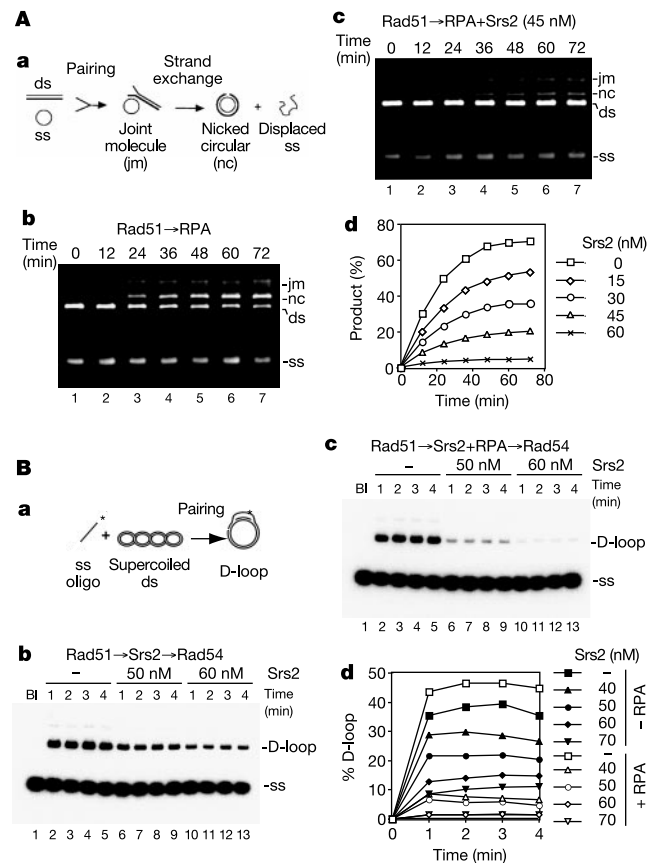 A
a
ds
ss
Pairing
Strand
exchange
Joint
molecule
(jm)
Nicked
circular
(nc)
+
Displaced
ss
b
Rad51→RPA
Time
(min)
0 12 24 36 48 60 72
-jm
-nc
ds
-ss
1 2 3 4 5 6 7
c
Rad51→RPA+Srs2 (45 nM)
Time
(min)
0 12 24 36 48 60 72
-jm
-nc
ds
-ss
1 2 3 4 5 6 7
d
Product (%)
80
60
40
20
0
0 20 40 60 80
Time (min)
Srs2 (nM)
0
15
30
45
60
B
a
*
ss
oligo
+
Supercoiled
ds
Pairing
*
D-loop
b
Rad51→Srs2→Rad54
– 50 nM 60 nM Srs2
Bl 1 2 3 4 1 2 3 4 1 2 3 4 Time
(min)
-D-loop
-ss
1 2 3 4 5 6 7 8 9 10 11 12 13
c
Rad51→Srs2+RPA→Rad54
– 50 nM 60 nM Srs2
Bl 1 2 3 4 1 2 3 4 1 2 3 4 Time
(min)
-D-loop
-ss
1 2 3 4 5 6 7 8 9 10 11 12 13
d
% D-loop
50
40
30
20
10
0
0 1 2 3 4
Time (min)
Srs2 (nM)
–
40
50
60
70
– RPA
–
40
50
60
70
+ RPA